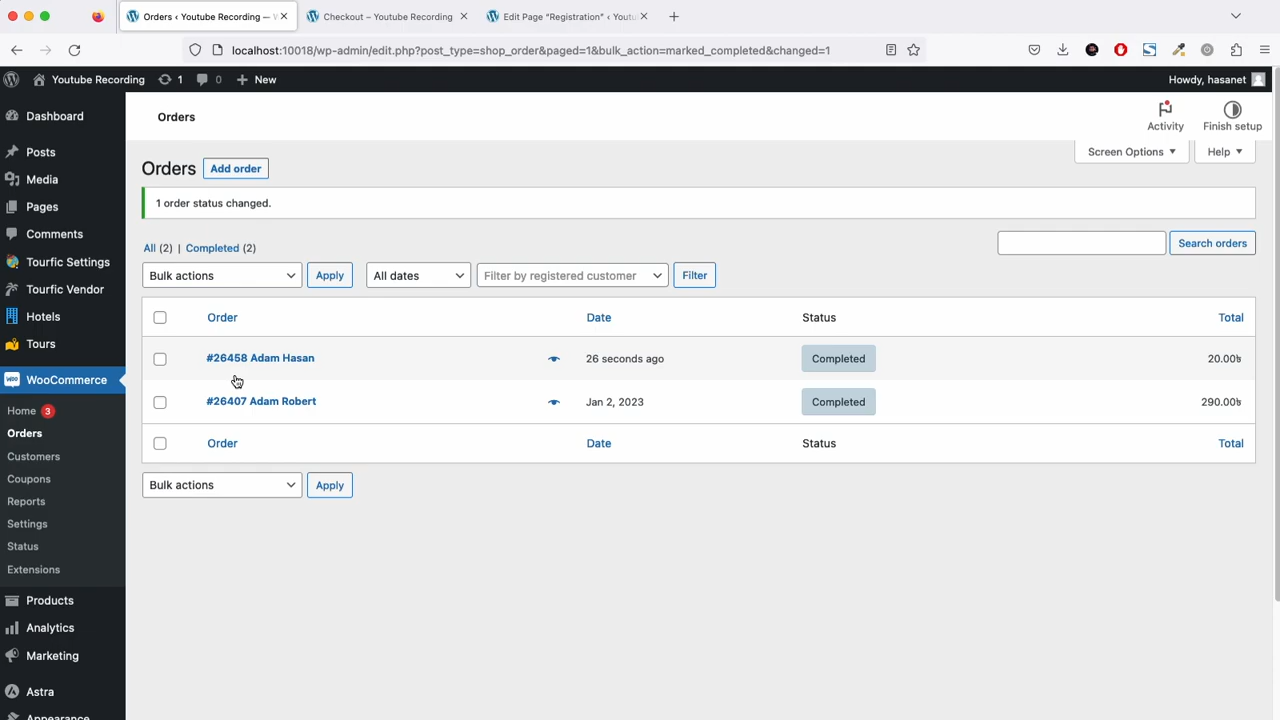 Orders ‹ Youtube Recording — W
Checkout – Youtube Recording
Edit Page “Registration” ‹ Youtu
localhost:10018/wp-admin/edit.php?post_type=shop_order&paged=1&bulk_action=marked_completed&changed=1
Youtube Recording
1
0
New
Howdy, hasanet
Dashboard
Posts
Media
Pages
Comments
Tourfic Settings
Tourfic Vendor
Hotels
Tours
WooCommerce
Home 3
Orders
Customers
Coupons
Reports
Settings
Status
Extensions
Products
Analytics
Marketing
Astra
Appearance
Orders
Activity
Finish setup
Screen Options
Help
Orders
Add order
1 order status changed.
All (2) | Completed (2)
Search orders
Bulk actions
Apply
All dates
Filter by registered customer
Filter
Order
Date
Status
Total
#26458 Adam Hasan
26 seconds ago
Completed
20.00৳
#26407 Adam Robert
Jan 2, 2023
Completed
290.00৳
Order
Date
Status
Total
Bulk actions
Apply